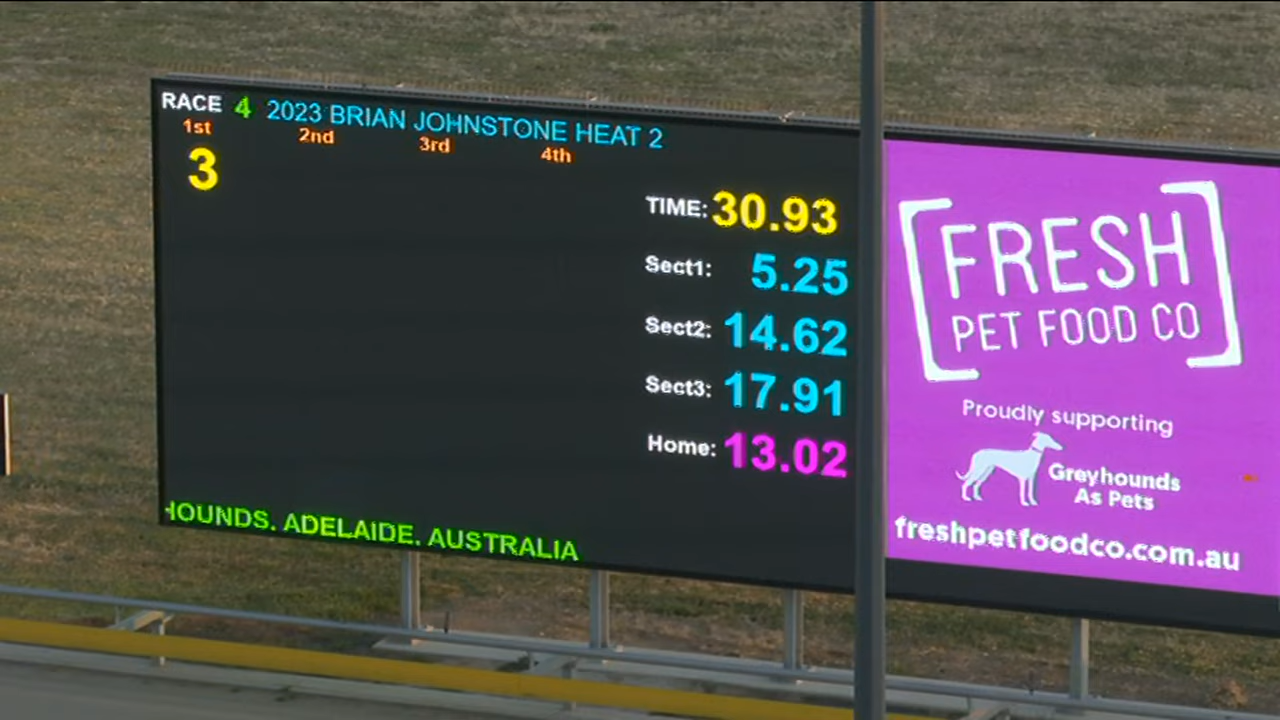 RACE 4 2023 BRIAN JOHNSTONE HEAT 2
1st 2nd 3rd 4th
3
TIME: 30.93
Sect1: 5.25
Sect2: 14.62
Sect3: 17.91
Home: 13.02
HOUNDS. ADELAIDE. AUSTRALIA
FRESH
PET FOOD CO
Proudly supporting
Greyhounds
As Pets
freshpetfoodco.com.au